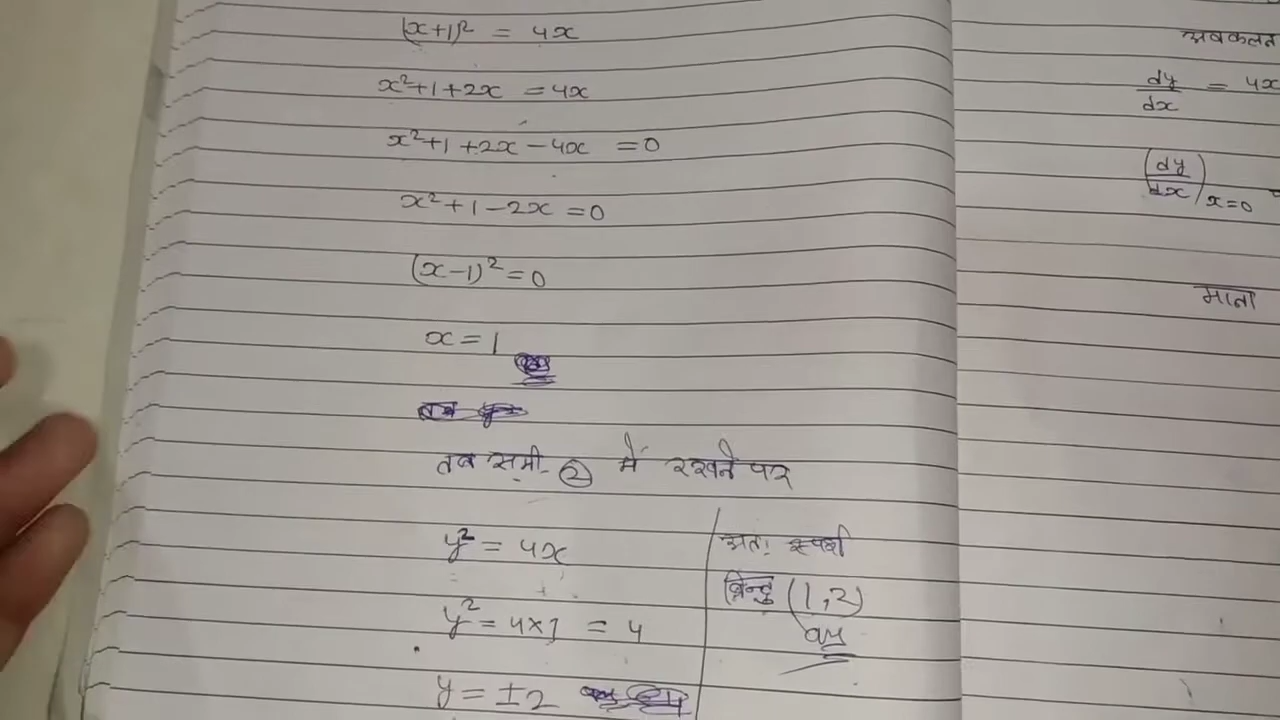 (x+1)² = 4x
x²+1+2x = 4x
x²+1+2x-4x = 0
x²+1-2x = 0
(x-1)² = 0
x = 1
तब समी. ② में रखने पर
y² = 4x
y² = 4×1 = 4
y = ±2
अतः स्पर्श
बिन्दु (1,2)
अवकलन
dy/dx = 4x
(dy/dx) x=0
माना